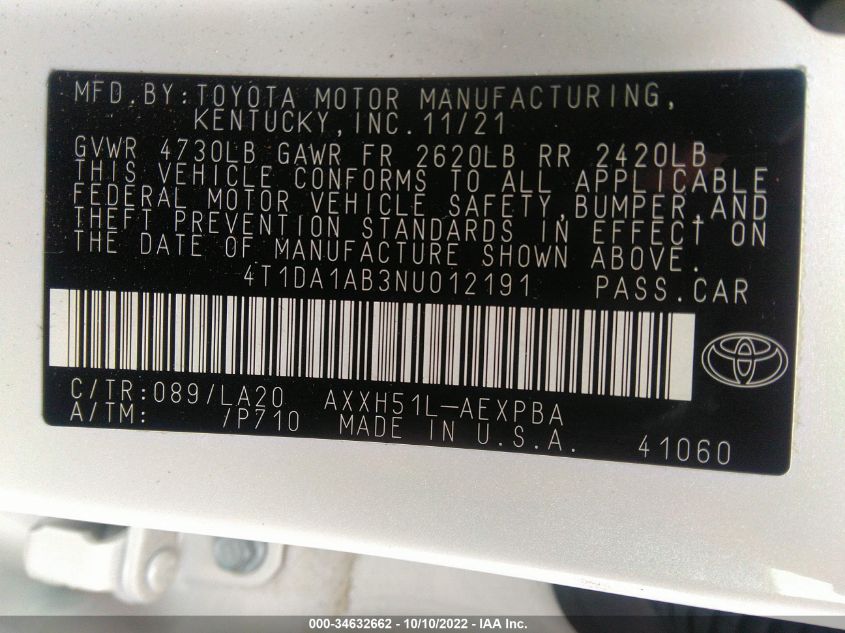 MFD.BY:TOYOTA MOTOR MANUFACTURING,
KENTUCKY,INC.11/21
GVWR 4730LB GAWR FR 2620LB RR 2420LB
THIS VEHICLE CONFORMS TO ALL APPLICABLE
FEDERAL MOTOR VEHICLE SAFETY,BUMPER,AND
THEFT PREVENTION STANDARDS IN EFFECT ON
THE DATE OF MANUFACTURE SHOWN ABOVE.
4T1DA1AB3NU012191 PASS.CAR
C/TR:089/LA20 AXXH51L-AEXPBA
A/TM: /P710 MADE IN U.S.A. 41060
000-34632662 - 10/10/2022 - IAA Inc.